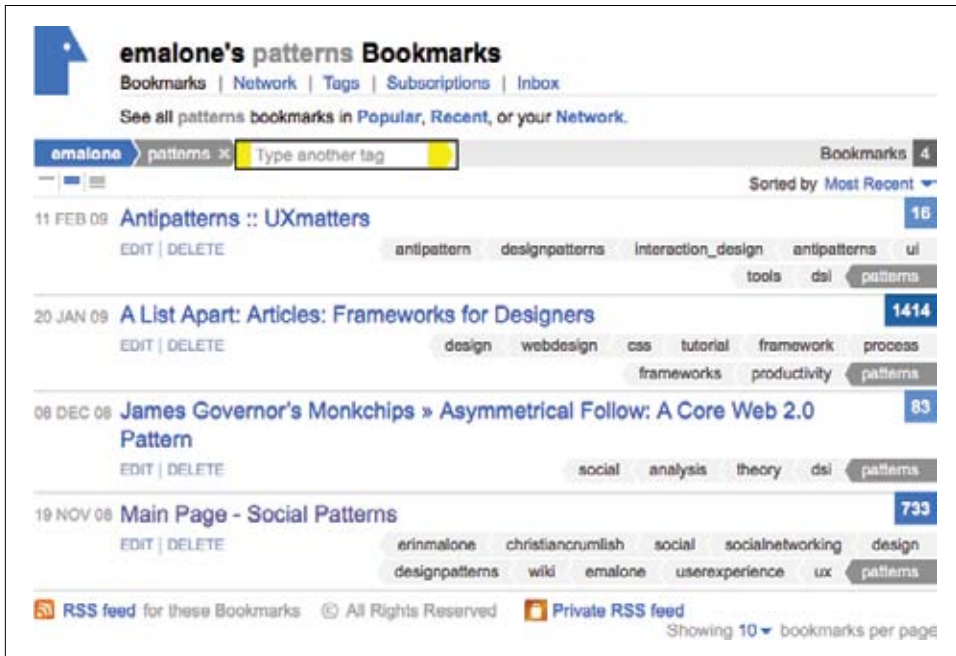 emalone's patterns Bookmarks
Bookmarks | Network | Tags | Subscriptions | Inbox
See all patterns bookmarks in Popular, Recent, or your Network.
emalone patterns x Type another tag Bookmarks 4
Sorted by Most Recent
11 FEB 09 Antipatterns :: UXmatters 16
EDIT | DELETE antipattern designpatterns interaction_design antipatterns ui
tools dsi patterns
20 JAN 09 A List Apart: Articles: Frameworks for Designers 1414
EDIT | DELETE design webdesign css tutorial framework process
frameworks productivity patterns
08 DEC 08 James Governor's Monkchips » Asymmetrical Follow: A Core Web 2.0 83
Pattern
EDIT | DELETE social analysis theory dsi patterns
19 NOV 08 Main Page - Social Patterns 733
EDIT | DELETE erinmalone christiancrumlish social socialnetworking design
designpatterns wiki emalone userexperience ux patterns
RSS feed for these Bookmarks © All Rights Reserved Private RSS feed
Showing 10 bookmarks per page